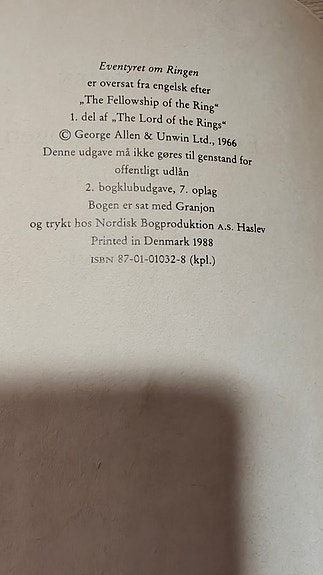 Eventyret om Ringen
er oversat fra engelsk efter
„The Fellowship of the Ring“
1. del af „The Lord of the Rings“
© George Allen & Unwin Ltd., 1966
Denne udgave må ikke gøres til genstand for
offentligt udlån
2. bogklubudgave, 7. oplag
Bogen er sat med Granjon
og trykt hos Nordisk Bogproduktion A.S. Haslev
Printed in Denmark 1988
ISBN 87-01-01032-8 (kpl.)